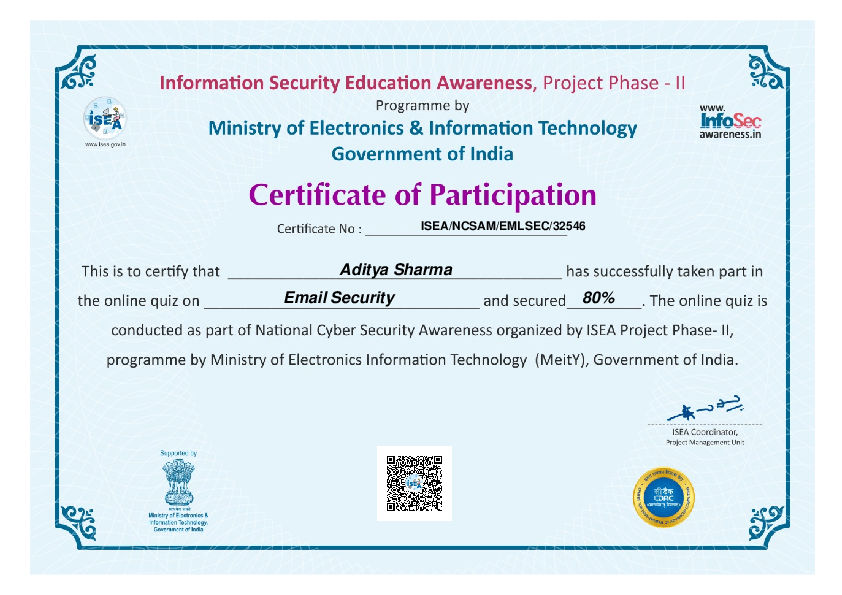 Information Security Education Awareness, Project Phase - II
Programme by
Ministry of Electronics & Information Technology
Government of India
ISEA
www.isea.gov.in
www.
InfoSec
awareness.in
Certificate of Participation
Certificate No : ISEA/NCSAM/EMLSEC/32546
This is to certify that Aditya Sharma has successfully taken part in
the online quiz on Email Security and secured 80%. The online quiz is
conducted as part of National Cyber Security Awareness organized by ISEA Project Phase- II,
programme by Ministry of Electronics Information Technology (MeitY), Government of India.
ISEA Coordinator,
Project Management Unit
Supported by
Ministry of Electronics &
Information Technology,
Government of India
सी डैक
CDAC